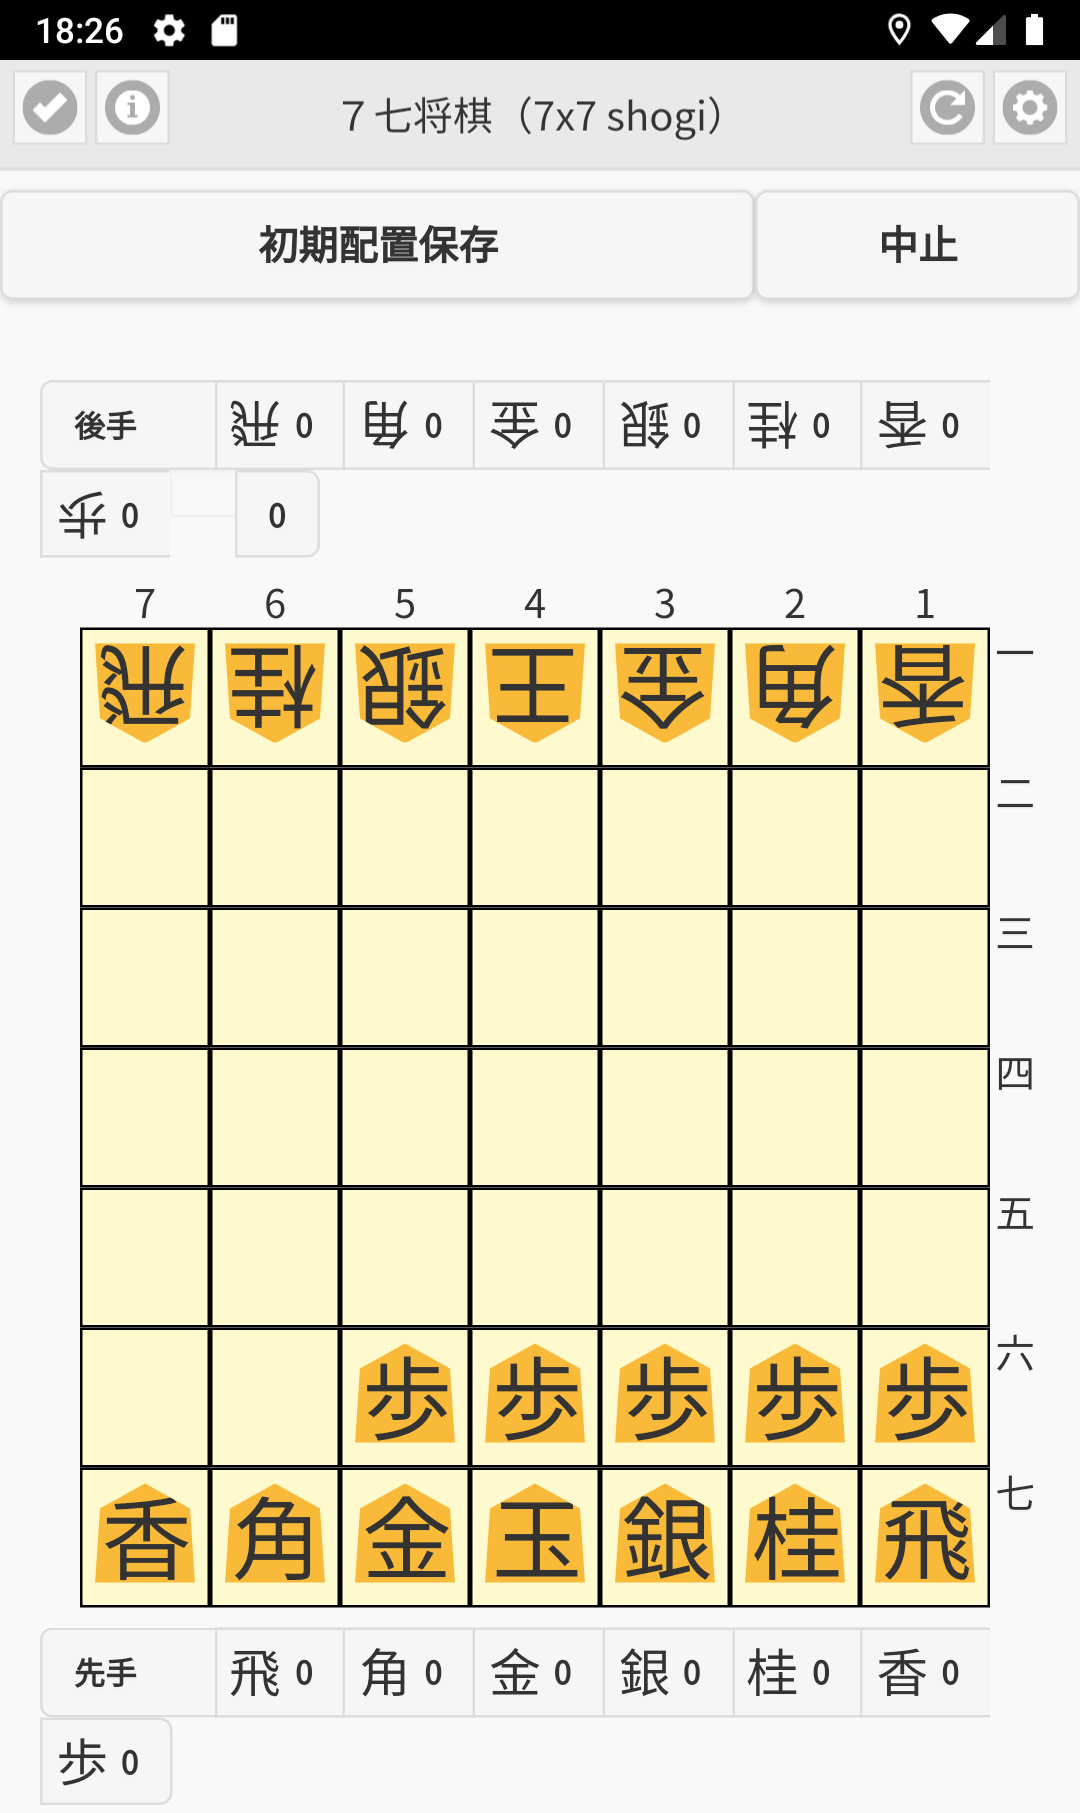 18:26
７七将棋（7x7 shogi）
初期配置保存 中止
後手 飛 0 角 0 金 0 銀 0 桂 0 香 0
歩 0 0
7 6 5 4 3 2 1
飛 桂 銀 王 金 角 香 一
二
三
四
五
歩 歩 歩 歩 歩 六
香 角 金 玉 銀 桂 飛 七
先手 飛 0 角 0 金 0 銀 0 桂 0 香 0
歩 0